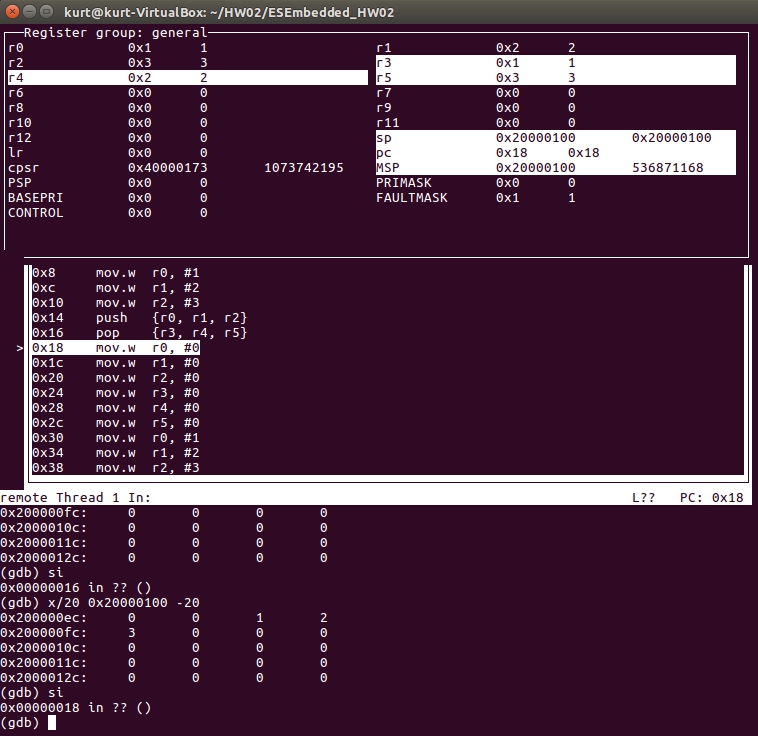 kurt@kurt-VirtualBox: ~/HW02/ESEmbedded_HW02
Register group: general
r0 0x1 1 r1 0x2 2
r2 0x3 3 r3 0x1 1
r4 0x2 2 r5 0x3 3
r6 0x0 0 r7 0x0 0
r8 0x0 0 r9 0x0 0
r10 0x0 0 r11 0x0 0
r12 0x0 0 sp 0x20000100 0x20000100
lr 0x0 0 pc 0x18 0x18
cpsr 0x40000173 1073742195 MSP 0x20000100 536871168
PSP 0x0 0 PRIMASK 0x0 0
BASEPRI 0x0 0 FAULTMASK 0x1 1
CONTROL 0x0 0
0x8 mov.w r0, #1
0xc mov.w r1, #2
0x10 mov.w r2, #3
0x14 push {r0, r1, r2}
0x16 pop {r3, r4, r5}
>0x18 mov.w r0, #0
0x1c mov.w r1, #0
0x20 mov.w r2, #0
0x24 mov.w r3, #0
0x28 mov.w r4, #0
0x2c mov.w r5, #0
0x30 mov.w r0, #1
0x34 mov.w r1, #2
0x38 mov.w r2, #3
remote Thread 1 In: L?? PC: 0x18
0x200000fc: 0 0 0 0
0x2000010c: 0 0 0 0
0x2000011c: 0 0 0 0
0x2000012c: 0 0 0 0
(gdb) si
0x00000016 in ?? ()
(gdb) x/20 0x20000100 -20
0x200000ec: 0 0 1 2
0x200000fc: 3 0 0 0
0x2000010c: 0 0 0 0
0x2000011c: 0 0 0 0
0x2000012c: 0 0 0 0
(gdb) si
0x00000018 in ?? ()
(gdb)